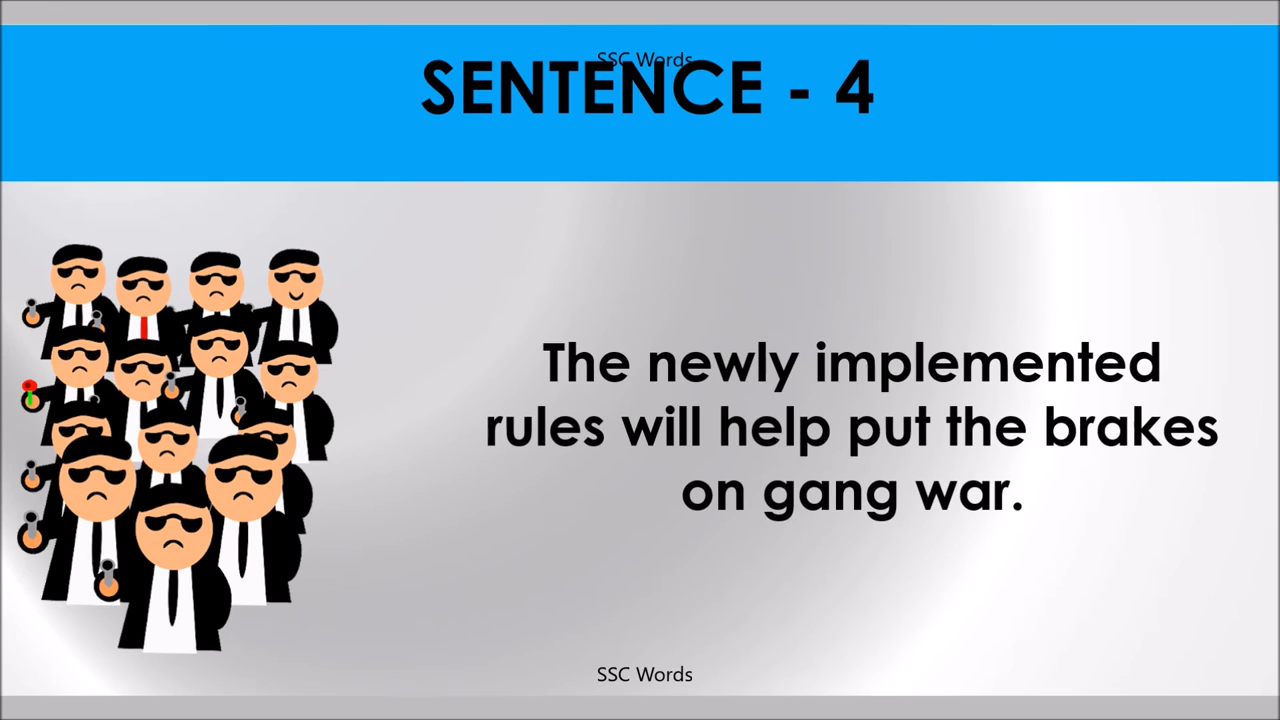 SSC Words
SENTENCE - 4
The newly implemented
rules will help put the brakes
on gang war.
SSC Words